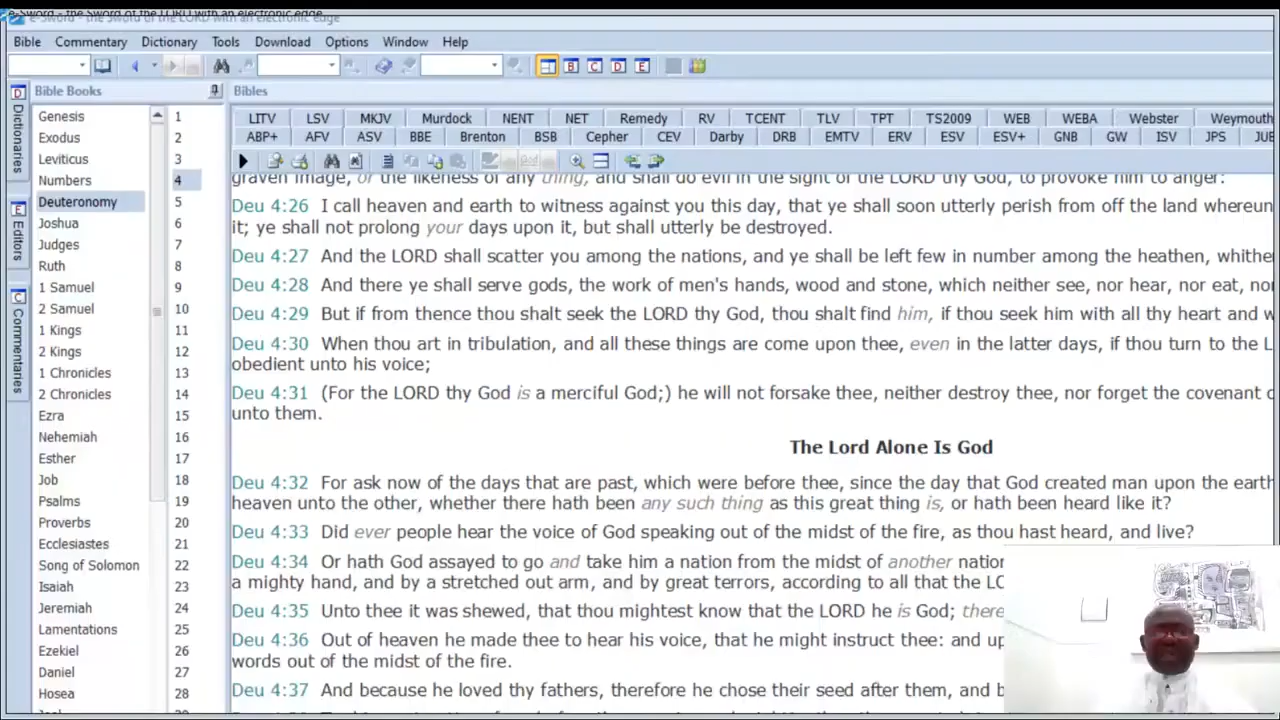 e-Sword - the Sword of the LORD with an electronic edge
Bible Commentary Dictionary Tools Download Options Window Help
Bible Books
Bibles
Dictionaries
Editors
Commentaries
Genesis 1
Exodus 2
Leviticus 3
Numbers 4
Deuteronomy 5
Joshua 6
Judges 7
Ruth 8
1 Samuel 9
2 Samuel 10
1 Kings 11
2 Kings 12
1 Chronicles 13
2 Chronicles 14
Ezra 15
Nehemiah 16
Esther 17
Job 18
Psalms 19
Proverbs 20
Ecclesiastes 21
Song of Solomon 22
Isaiah 23
Jeremiah 24
Lamentations 25
Ezekiel 26
Daniel 27
Hosea 28
LITV LSV MKJV Murdock NENT NET Remedy RV TCENT TLV TPT TS2009 WEB WEBA Webster Weymouth
ABP+ AFV ASV BBE Brenton BSB Cepher CEV Darby DRB EMTV ERV ESV ESV+ GNB GW ISV JPS JU
graven image, or the likeness of any thing, and shall do evil in the sight of the LORD thy God, to provoke him to anger:
Deu 4:26 I call heaven and earth to witness against you this day, that ye shall soon utterly perish from off the land whereun
it; ye shall not prolong your days upon it, but shall utterly be destroyed.
Deu 4:27 And the LORD shall scatter you among the nations, and ye shall be left few in number among the heathen, whithe
Deu 4:28 And there ye shall serve gods, the work of men's hands, wood and stone, which neither see, nor hear, nor eat, no
Deu 4:29 But if from thence thou shalt seek the LORD thy God, thou shalt find him, if thou seek him with all thy heart and w
Deu 4:30 When thou art in tribulation, and all these things are come upon thee, even in the latter days, if thou turn to the L
obedient unto his voice;
Deu 4:31 (For the LORD thy God is a merciful God;) he will not forsake thee, neither destroy thee, nor forget the covenant o
unto them.
The Lord Alone Is God
Deu 4:32 For ask now of the days that are past, which were before thee, since the day that God created man upon the earth
heaven unto the other, whether there hath been any such thing as this great thing is, or hath been heard like it?
Deu 4:33 Did ever people hear the voice of God speaking out of the midst of the fire, as thou hast heard, and live?
Deu 4:34 Or hath God assayed to go and take him a nation from the midst of another nation
a mighty hand, and by a stretched out arm, and by great terrors, according to all that the LO
Deu 4:35 Unto thee it was shewed, that thou mightest know that the LORD he is God; there
Deu 4:36 Out of heaven he made thee to hear his voice, that he might instruct thee: and up
words out of the midst of the fire.
Deu 4:37 And because he loved thy fathers, therefore he chose their seed after them, and b